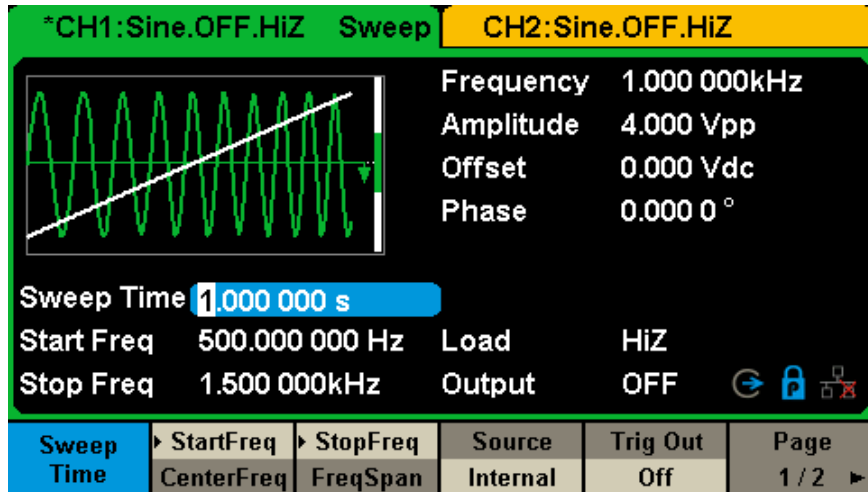 *CH1:Sine.OFF.HiZ Sweep CH2:Sine.OFF.HiZ
Frequency 1.000 000kHz
Amplitude 4.000 Vpp
Offset 0.000 Vdc
Phase 0.000 0 °
Sweep Time 1.000 000 s
Start Freq 500.000 000 Hz Load HiZ
Stop Freq 1.500 000kHz Output OFF P
Sweep Time StartFreq StopFreq Source Trig Out Page
CenterFreq FreqSpan Internal Off 1/2